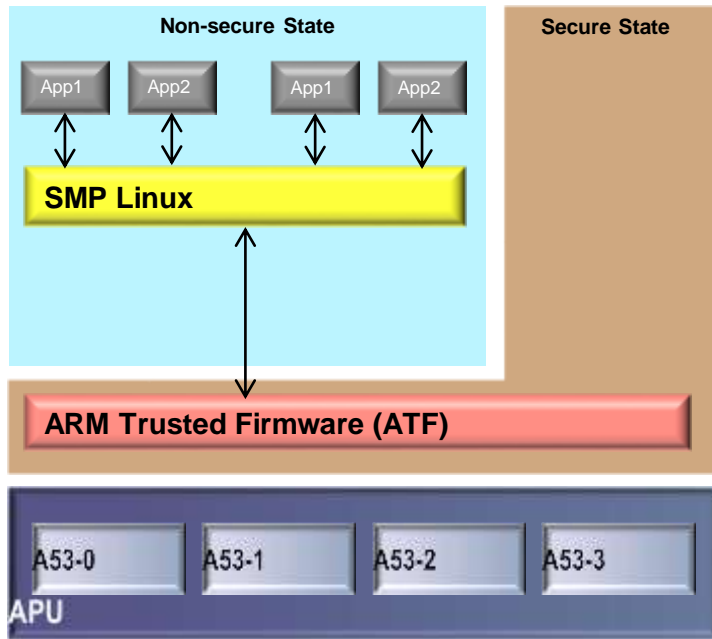 Non-secure State
Secure State
App1
App2
App1
App2
SMP Linux
ARM Trusted Firmware (ATF)
A53-0
A53-1
A53-2
A53-3
APU